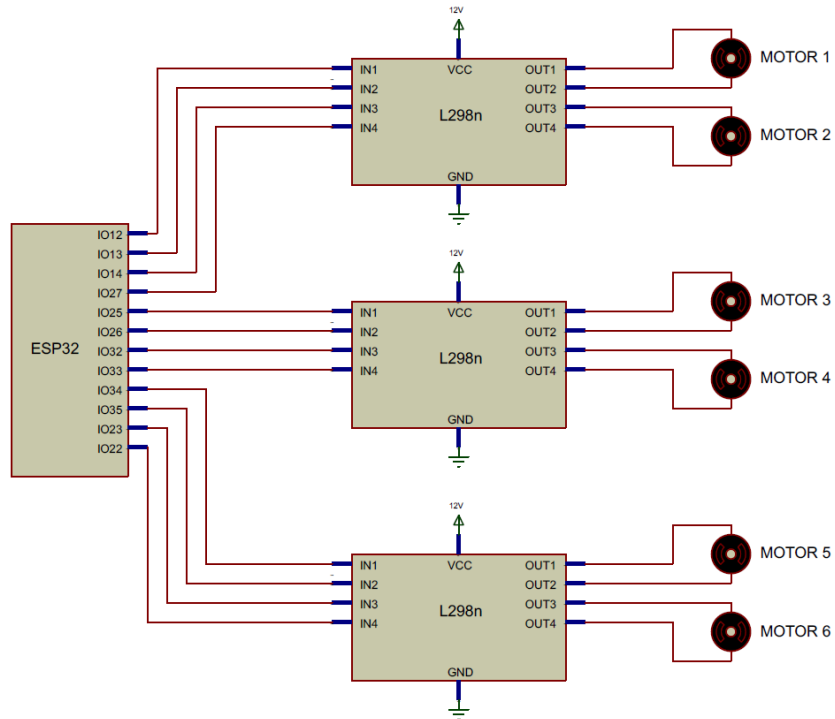 12V
IN1 VCC OUT1
IN2 OUT2
IN3 OUT3
IN4 OUT4
L298n
GND
MOTOR 1
MOTOR 2
ESP32
IO12
IO13
IO14
IO27
IO25
IO26
IO32
IO33
IO34
IO35
IO23
IO22
12V
IN1 VCC OUT1
IN2 OUT2
IN3 OUT3
IN4 OUT4
L298n
GND
MOTOR 3
MOTOR 4
12V
IN1 VCC OUT1
IN2 OUT2
IN3 OUT3
IN4 OUT4
L298n
GND
MOTOR 5
MOTOR 6